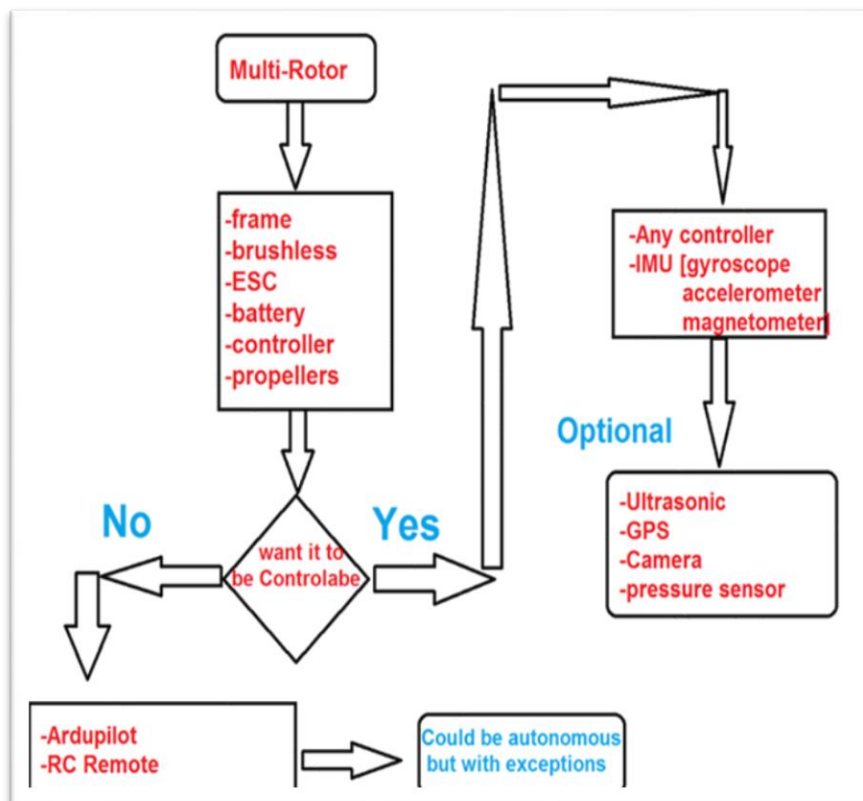 Multi-Rotor
-frame
-brushless
-ESC
-battery
-controller
-propellers
want it to
be Controlabe
No
Yes
-Any controller
-IMU [gyroscope
accelerometer
magnetometer]
Optional
-Ultrasonic
-GPS
-Camera
-pressure sensor
-Ardupilot
-RC Remote
Could be autonomous
but with exceptions